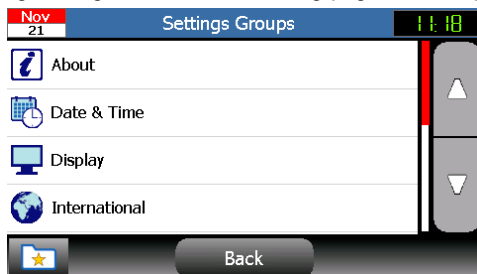 Nov
21
Settings Groups
11:18
About
Date & Time
Display
International
Back